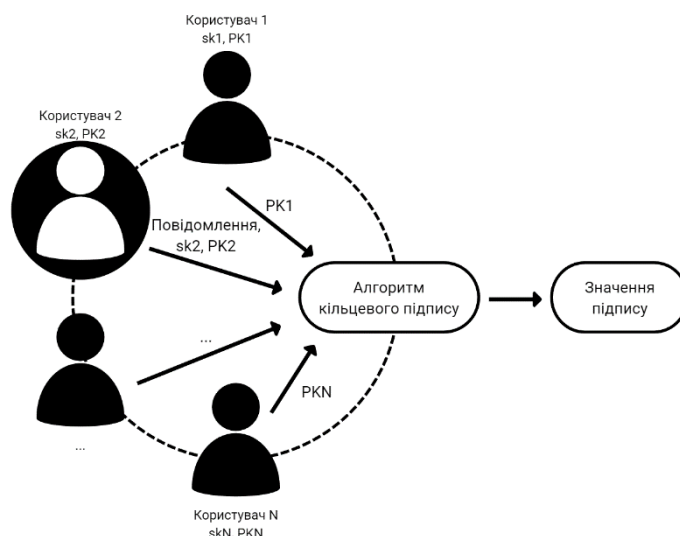 Користувач 1
sk1, PK1
Користувач 2
sk2, PK2
PK1
Повідомлення,
sk2, PK2
Алгоритм
кільцевого підпису
Значення
підпису
...
PKN
...
Користувач N
skN, PKN